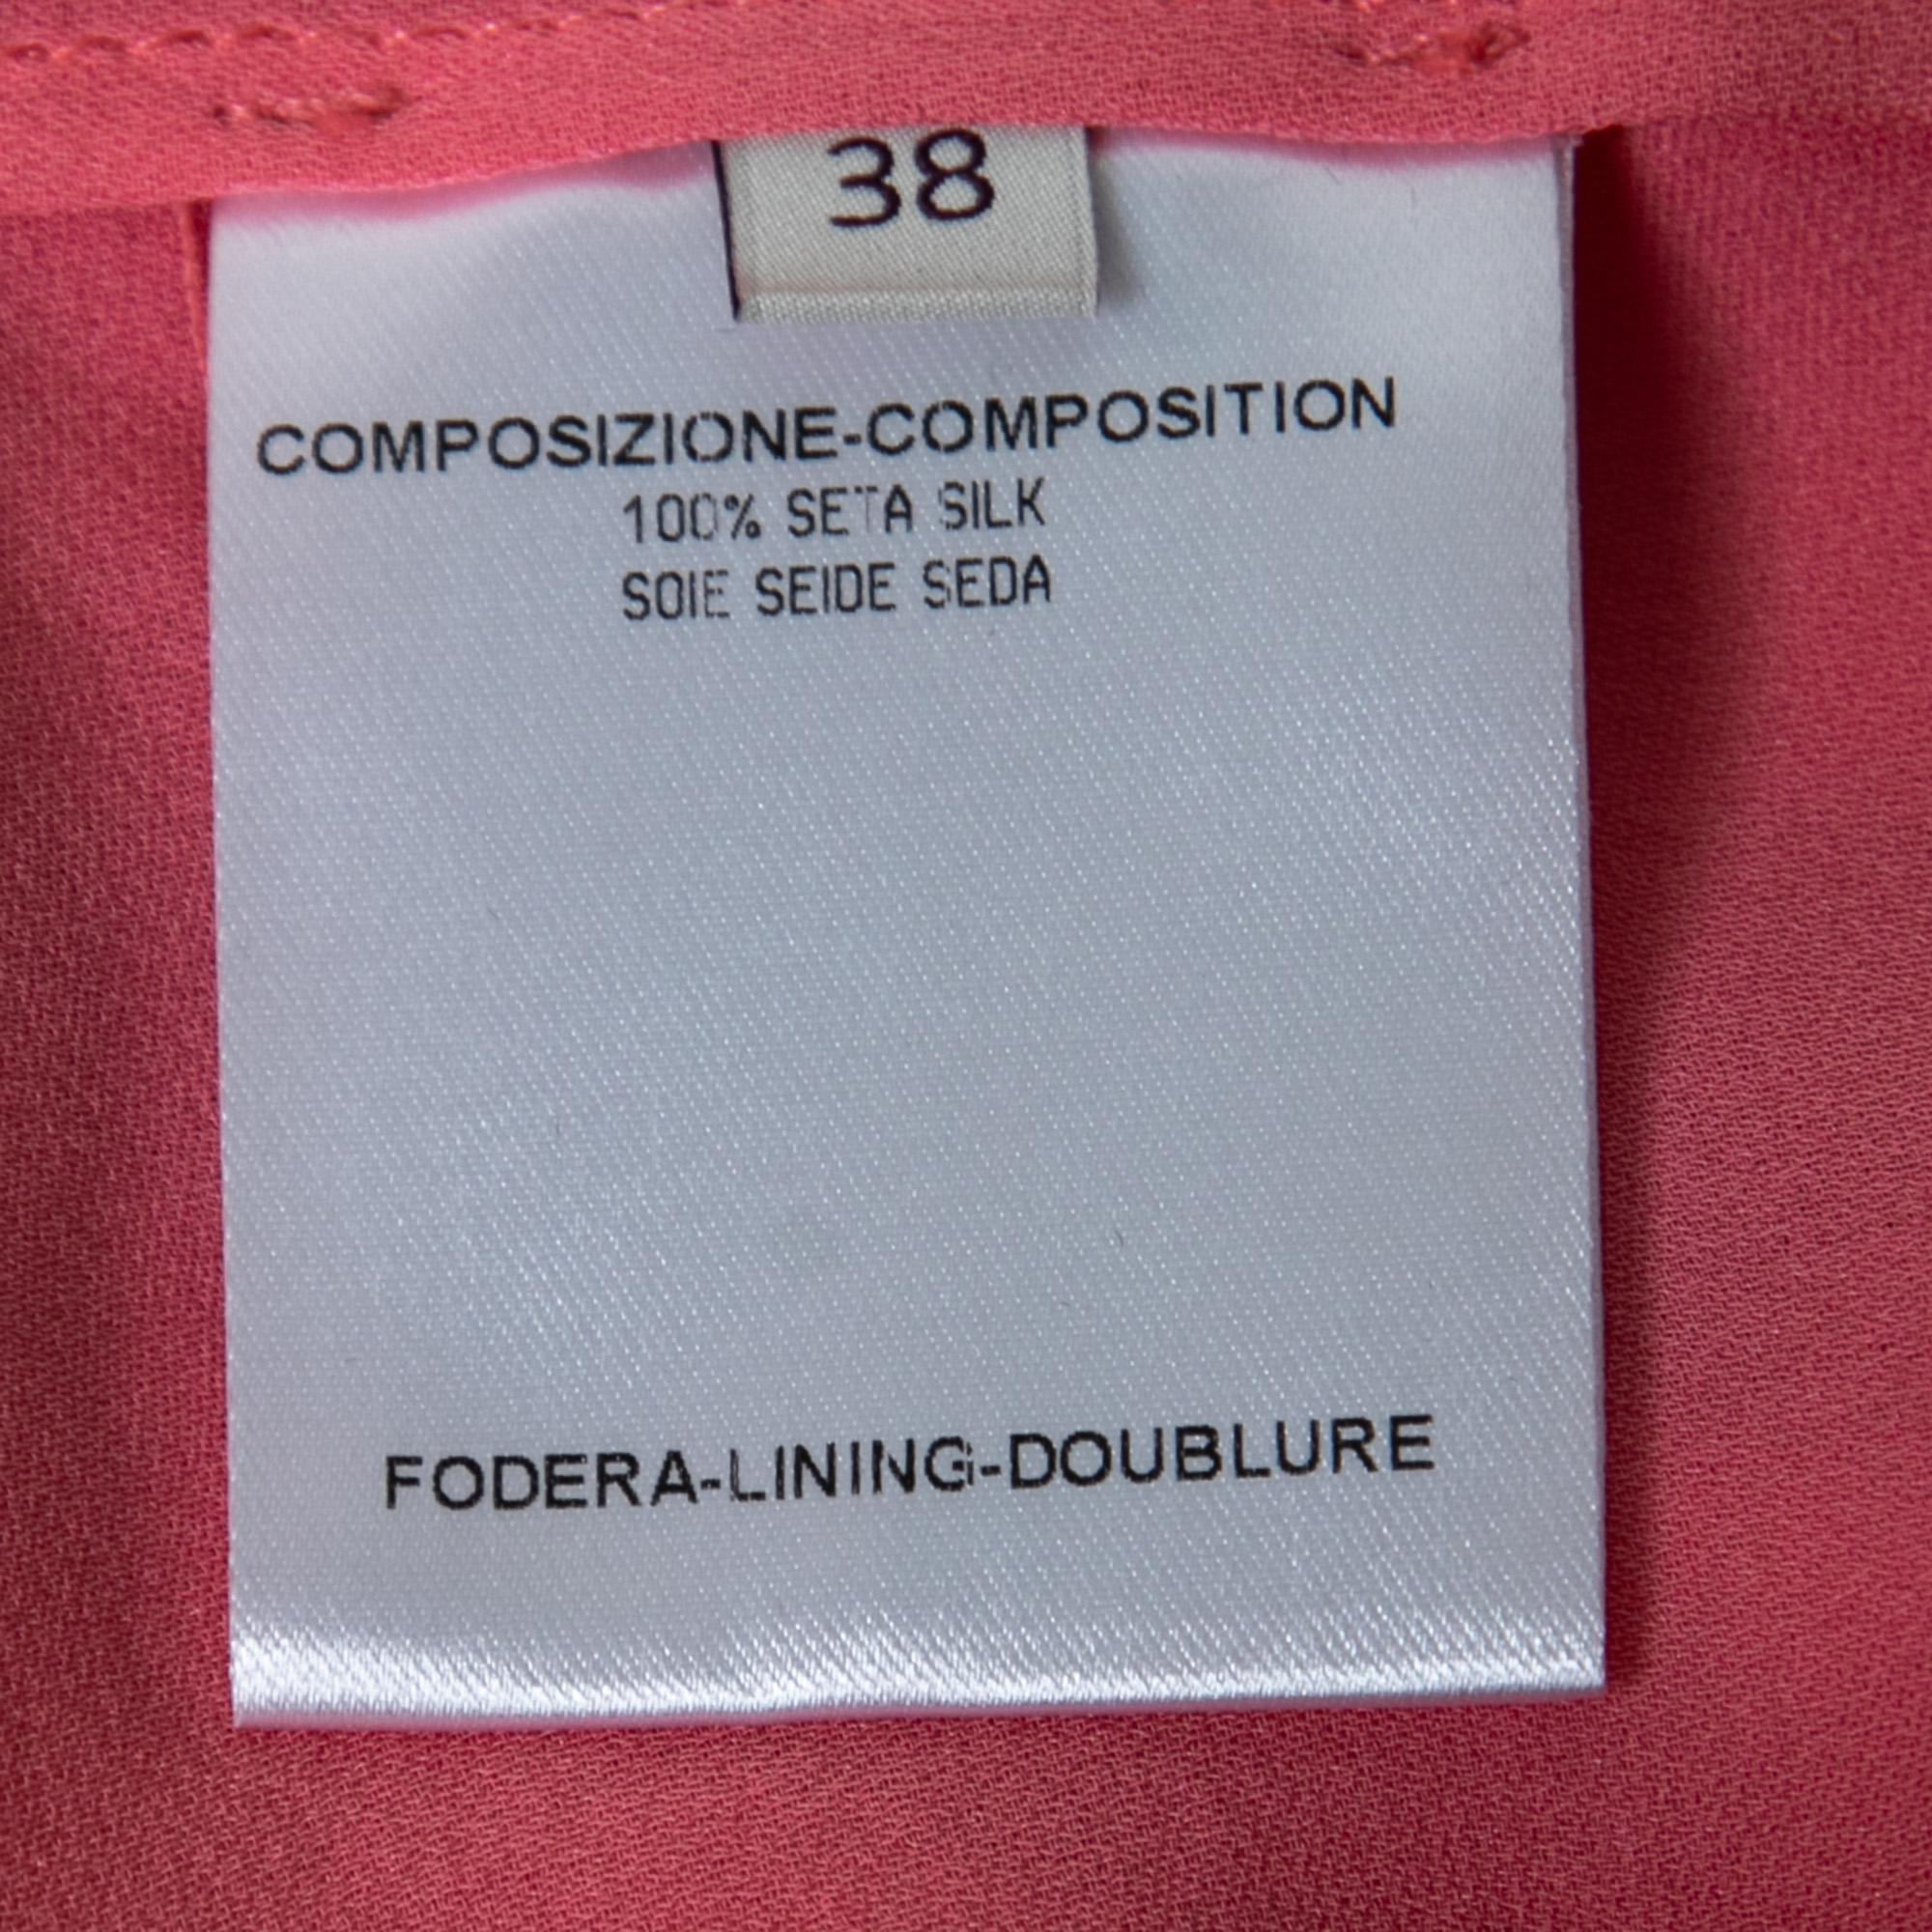 38
COMPOSIZIONE-COMPOSITION
100% SETA SILK
SOIE SEIDE SEDA
FODERA-LINING-DOUBLURE